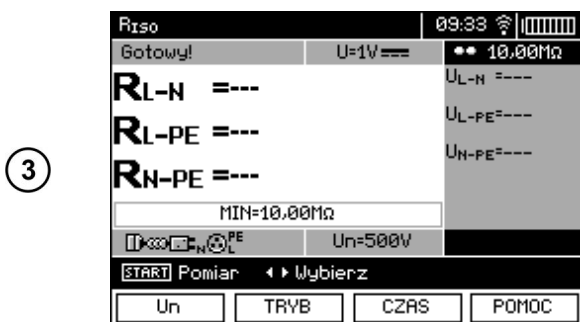 RISO 09:33
Gotowy! U=1V 10,00MΩ
RL-N =---
RL-PE =---
RN-PE =---
UL-N =---
UL-PE=---
UN-PE=---
3
MIN=10,00MΩ
N PE L Un=500V
START Pomiar Wybierz
Un TRYB CZAS POMOC